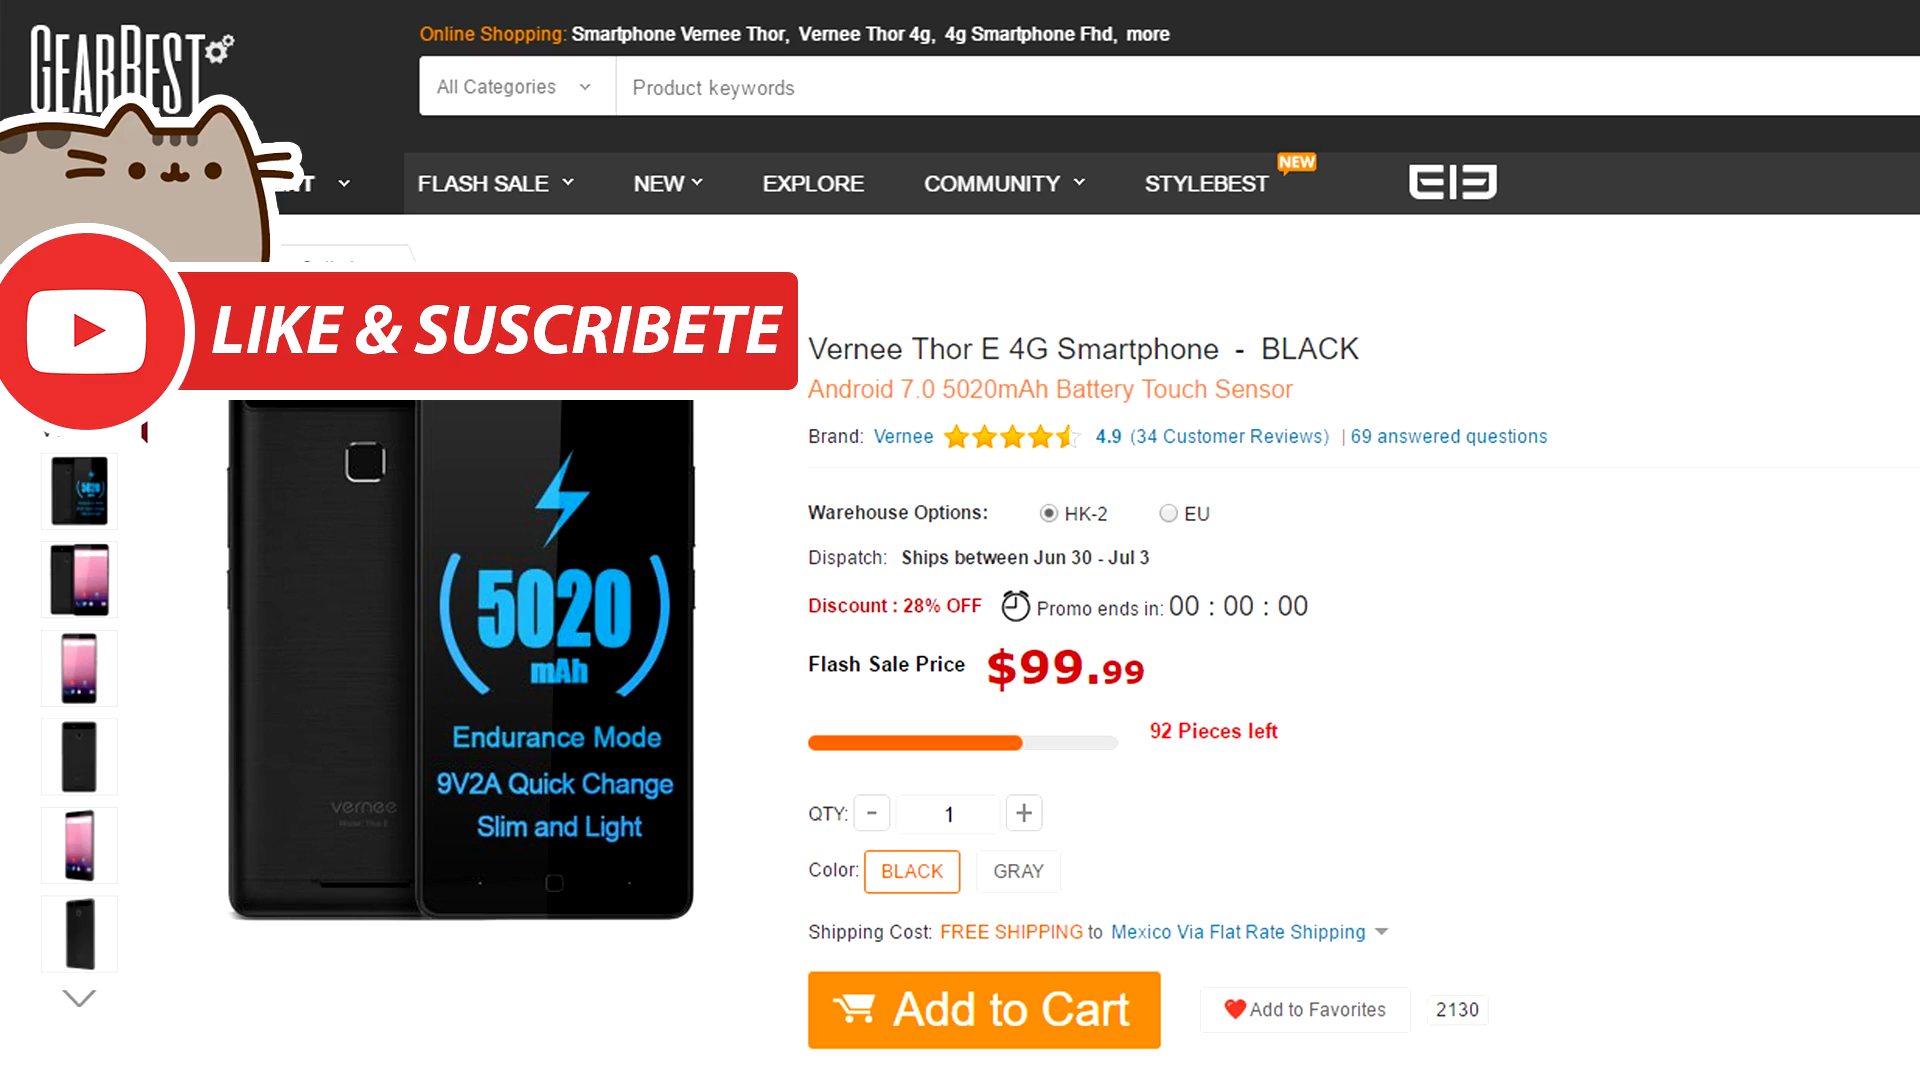 GEARBEST
Online Shopping: Smartphone Vernee Thor, Vernee Thor 4g, 4g Smartphone Fhd, more
All Categories
Product keywords
FLASH SALE
NEW
EXPLORE
COMMUNITY
STYLEBEST
NEW
LIKE & SUSCRIBETE
Vernee Thor E 4G Smartphone - BLACK
Android 7.0 5020mAh Battery Touch Sensor
Brand: Vernee 4.9 (34 Customer Reviews) | 69 answered questions
Warehouse Options: HK-2 EU
Dispatch: Ships between Jun 30 - Jul 3
Discount : 28% OFF Promo ends in: 00 : 00 : 00
Flash Sale Price $99.99
92 Pieces left
QTY: - 1 +
Color: BLACK GRAY
Shipping Cost: FREE SHIPPING to Mexico Via Flat Rate Shipping
Add to Cart
Add to Favorites
2130
(5020)
mAh
Endurance Mode
9V2A Quick Change
Slim and Light
vernee
Model: Thor E